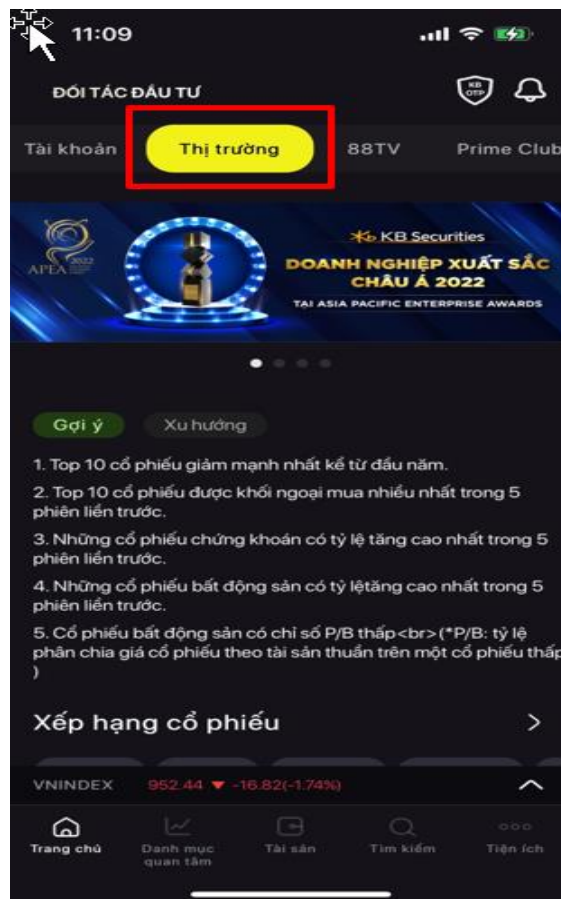 11:09
ĐỐI TÁC ĐẦU TƯ
KB
OTP
Tài khoản
Thị trường
88TV
Prime Club
APEA 2022
KB Securities
DOANH NGHIỆP XUẤT SẮC
CHÂU Á 2022
TẠI ASIA PACIFIC ENTERPRISE AWARDS
Gợi ý
Xu hướng
1. Top 10 cổ phiếu giảm mạnh nhất kể từ đầu năm.
2. Top 10 cổ phiếu được khối ngoại mua nhiều nhất trong 5
phiên liền trước.
3. Những cổ phiếu chứng khoán có tỷ lệ tăng cao nhất trong 5
phiên liền trước.
4. Những cổ phiếu bất động sản có tỷ lệtăng cao nhất trong 5
phiên liền trước.
5. Cổ phiếu bất động sản có chỉ số P/B thấp<br>(*P/B: tỷ lệ
phân chia giá cổ phiếu theo tài sản thuần trên một cổ phiếu thấp
)
Xếp hạng cổ phiếu
VNINDEX 952.44 ▼ -16.82(-1.74%)
Trang chủ
Danh mục
quan tâm
Tài sản
Tìm kiếm
Tiện ích